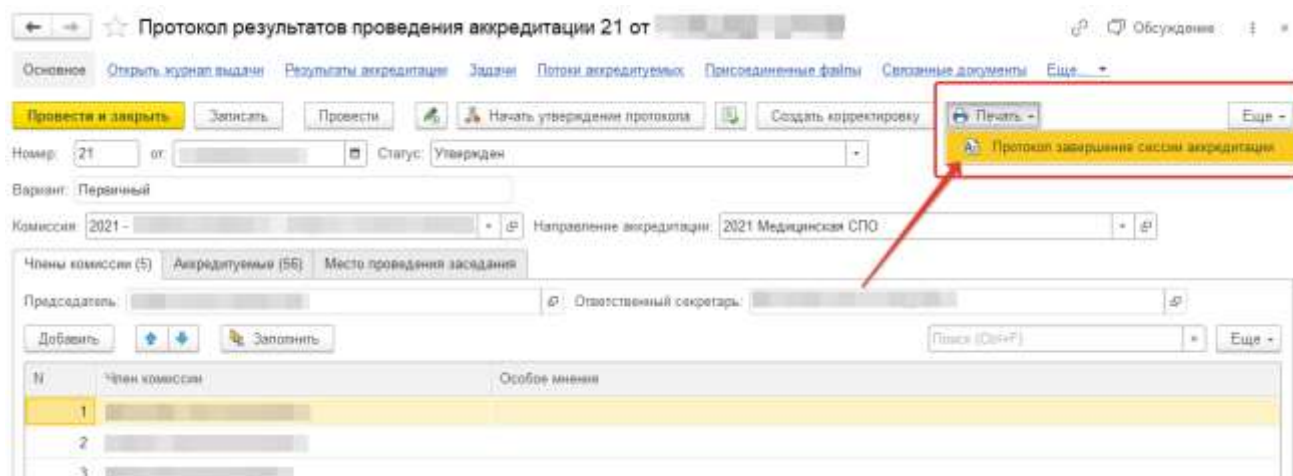 Протокол результатов проведения аккредитации 21 от
Обсуждение
Основное Открыть журнал выдачи Результаты аккредитации Задачи Потоки аккредитуемых Присоединенные файлы Связанные документы Еще...
Провести и закрыть Записать Провести Начать утверждение протокола Создать корректировку Печать Еще
Номер: 21 от: Статус: Утвержден
Протокол завершение сессии аккредитации
Вариант: Первичный
Комиссия: 2021 - Направление аккредитации: 2021 Медицинская СПО
Члены комиссии (5) Аккредитуемые (56) Место проведения заседания
Председатель: Ответственный секретарь:
Добавить Заполнить Поиск (Ctrl+F) Еще
N Член комиссии Особое мнение
1
2
3